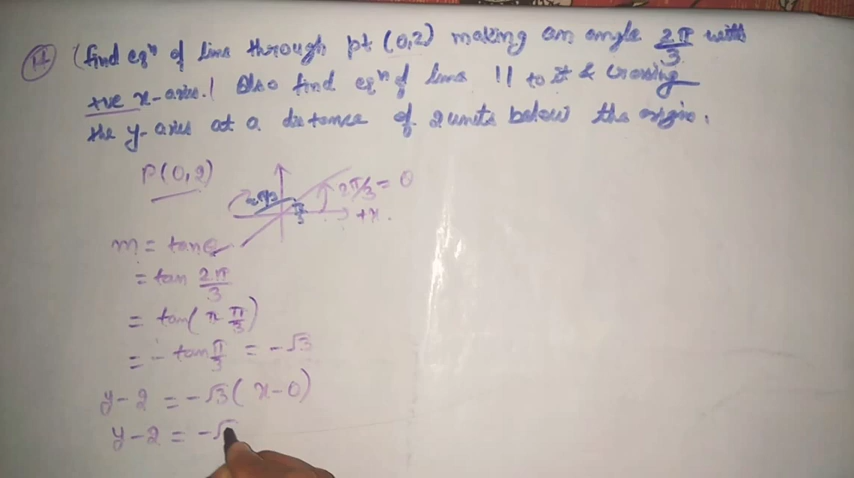 (find eqⁿ of line through pt (0,2) making an angle 2π/3 with
+ve x-axis.) Also find eqⁿ of line || to it & crossing
the y-axis at a distance of 2 units below the origin.
P(0,2)
2π/3 = θ
π/3
+x
m = tanθ
= tan 2π/3
= tan(π π/3)
= - tan π/3 = -√3
y-2 = -√3(x-0)
y-2 = -√